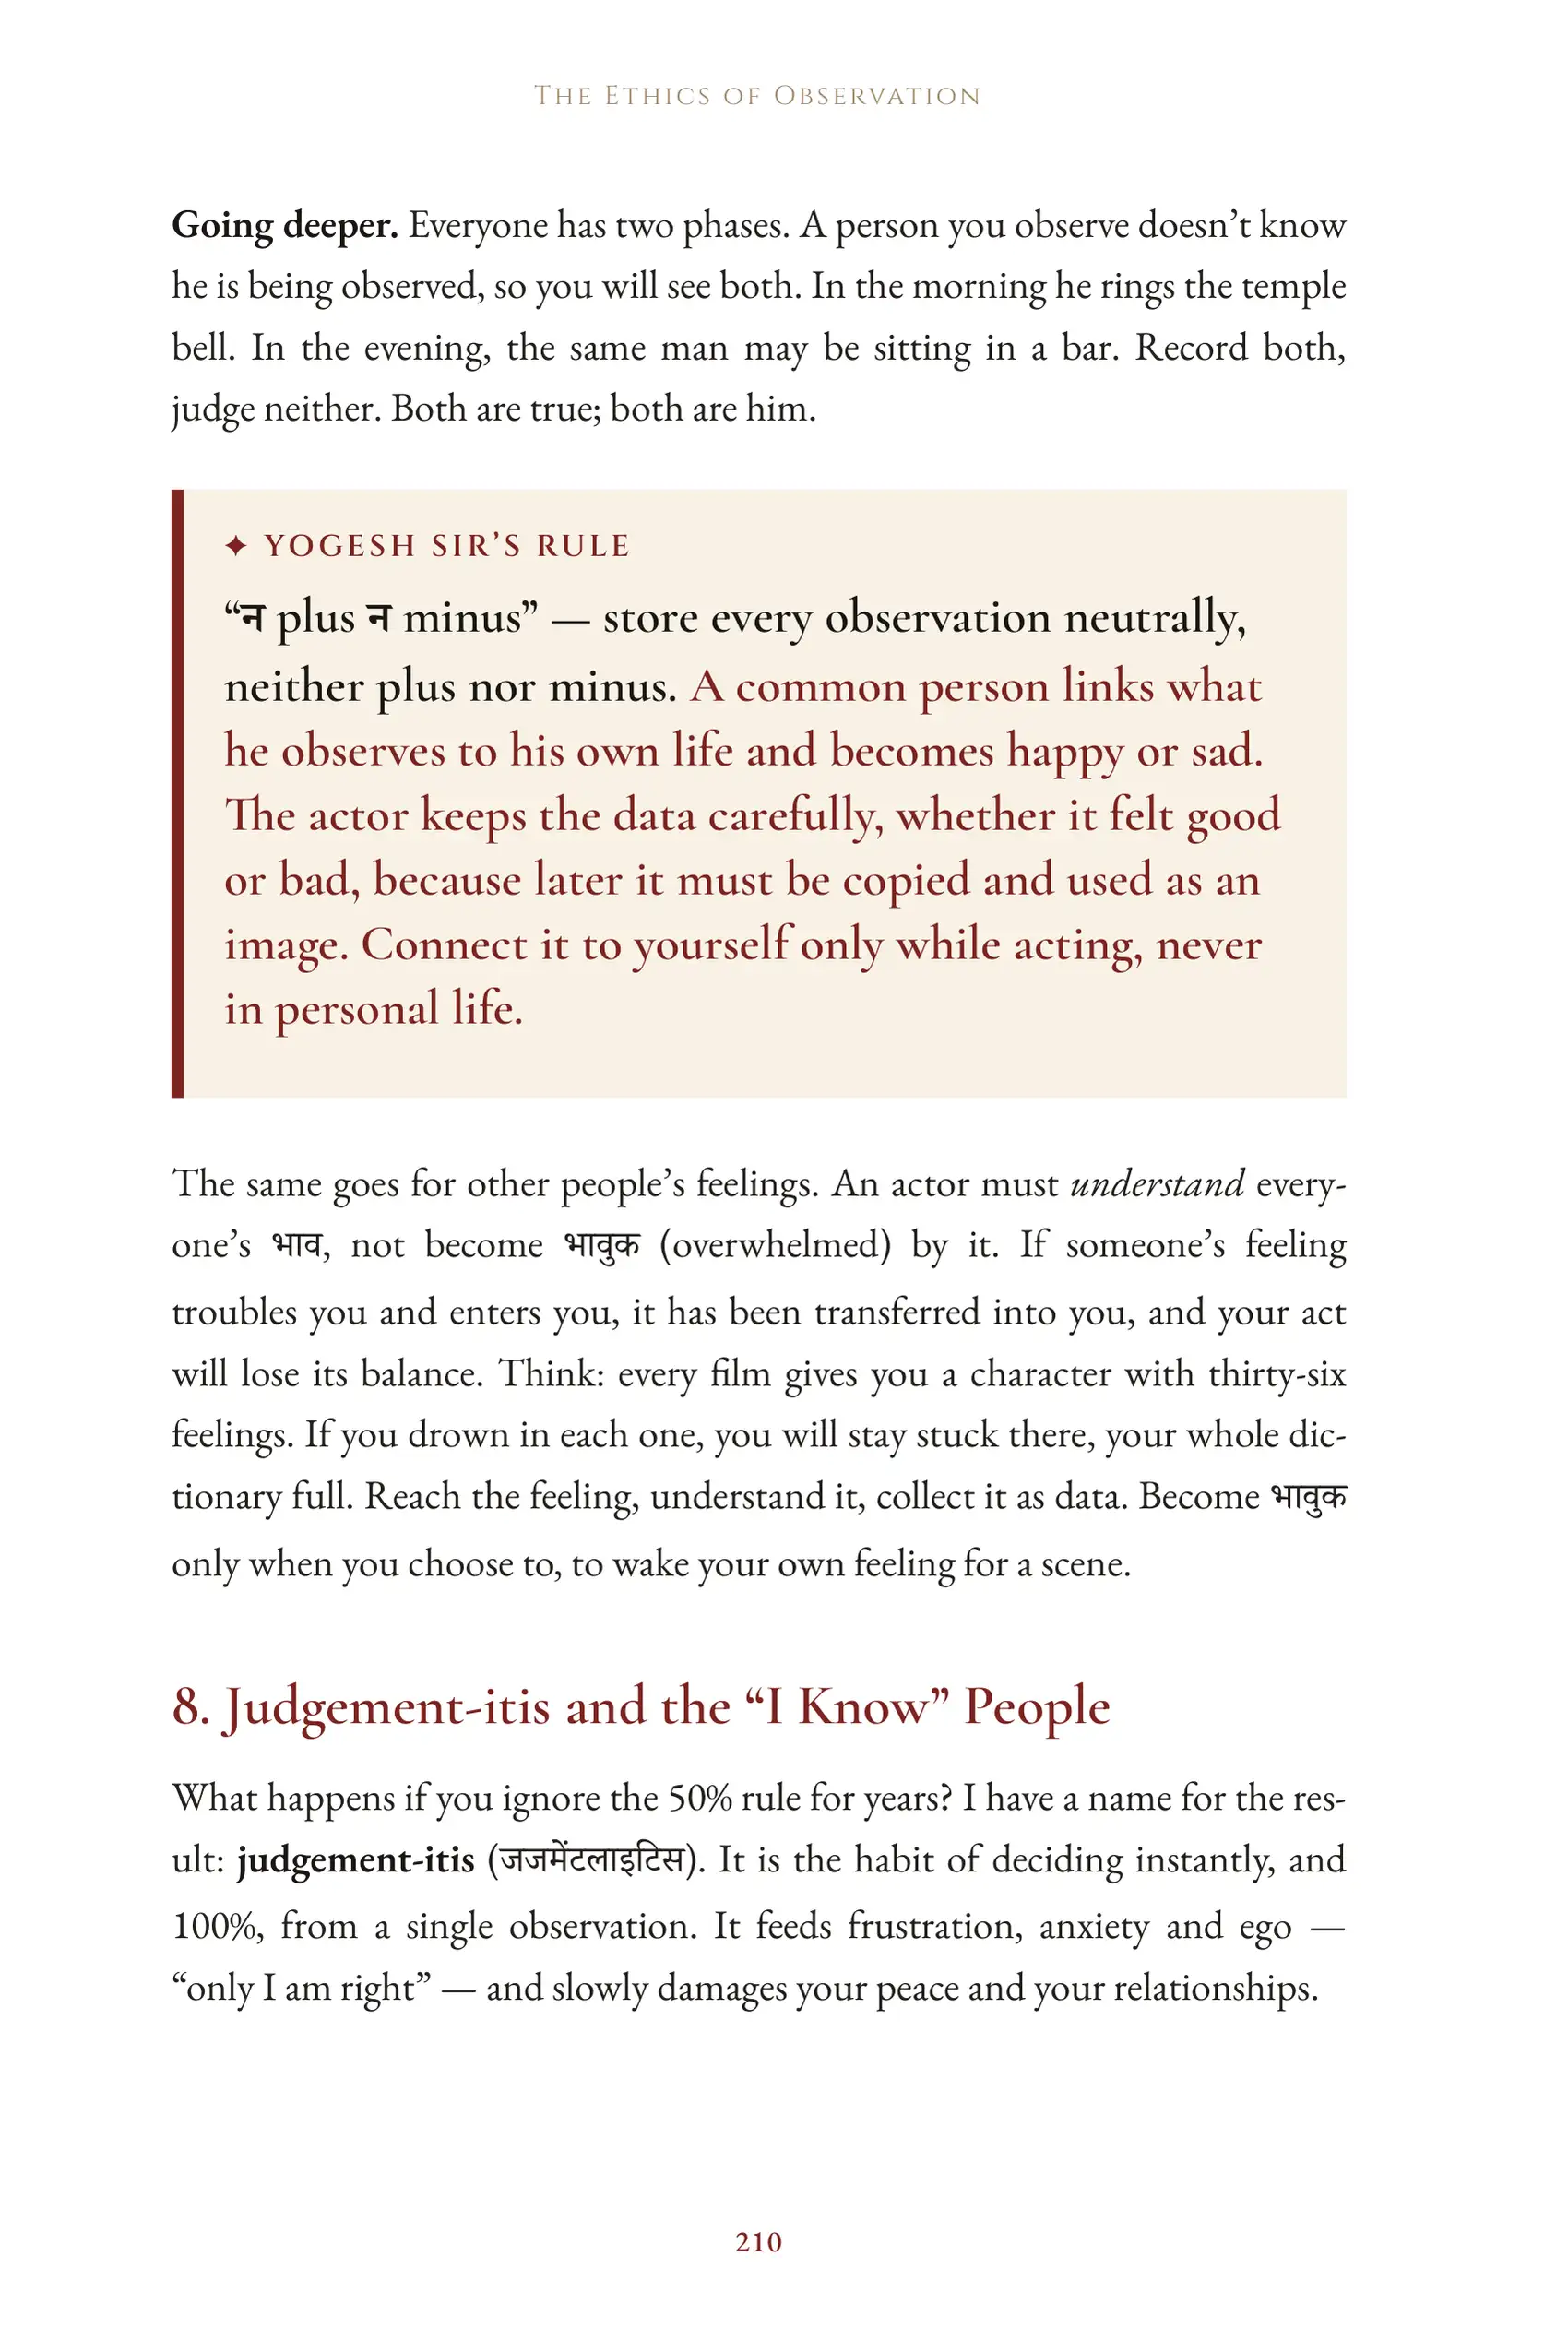 The Ethics of Observation
Going deeper. Everyone has two phases. A person you observe doesn’t know
he is being observed, so you will see both. In the morning he rings the temple
bell. In the evening, the same man may be sitting in a bar. Record both,
judge neither. Both are true; both are him.
✦ YOGESH SIR’S RULE
“न plus न minus” — store every observation neutrally,
neither plus nor minus. A common person links what
he observes to his own life and becomes happy or sad.
The actor keeps the data carefully, whether it felt good
or bad, because later it must be copied and used as an
image. Connect it to yourself only while acting, never
in personal life.
The same goes for other people’s feelings. An actor must understand every-
one’s भाव, not become भावुक (overwhelmed) by it. If someone’s feeling
troubles you and enters you, it has been transferred into you, and your act
will lose its balance. Think: every film gives you a character with thirty-six
feelings. If you drown in each one, you will stay stuck there, your whole dic-
tionary full. Reach the feeling, understand it, collect it as data. Become भावुक
only when you choose to, to wake your own feeling for a scene.
8. Judgement-itis and the “I Know” People
What happens if you ignore the 50% rule for years? I have a name for the res-
ult: judgement-itis (जजमेंटलाइटिस). It is the habit of deciding instantly, and
100%, from a single observation. It feeds frustration, anxiety and ego —
“only I am right” — and slowly damages your peace and your relationships.
210